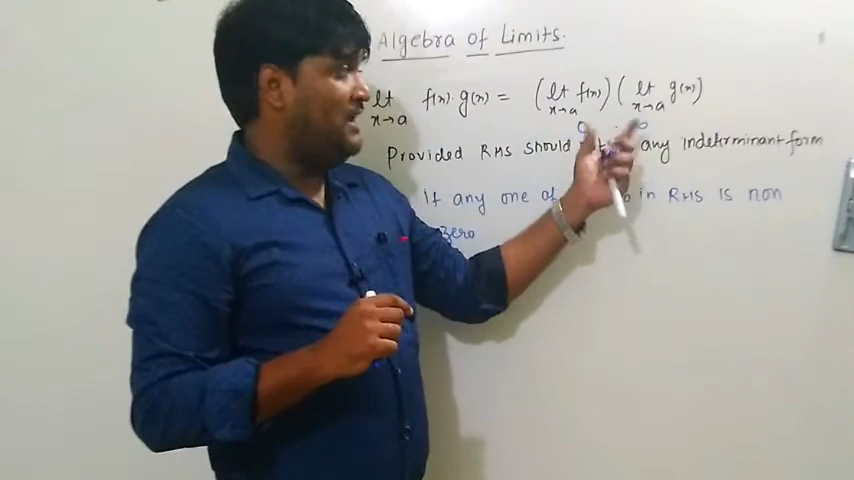 Algebra of Limits.
lt x→a f(x). g(x) = (lt x→a f(x)) (lt x→a g(x))
Provided RHS should any indeterminant form
if any one of in RHS is non
zero